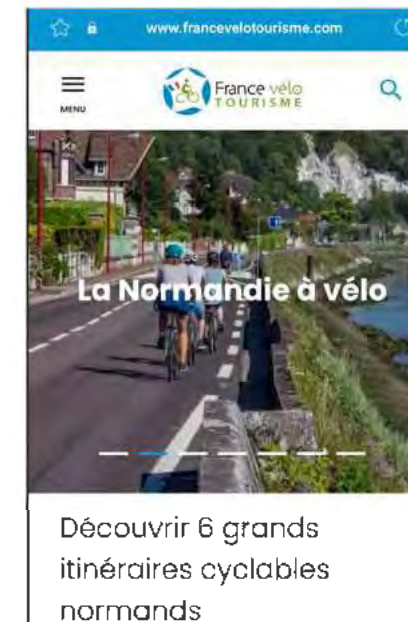 www.francevelotourisme.com
MENU
France vélo
TOURISME
La Normandie à vélo
Découvrir 6 grands
itinéraires cyclables
normands